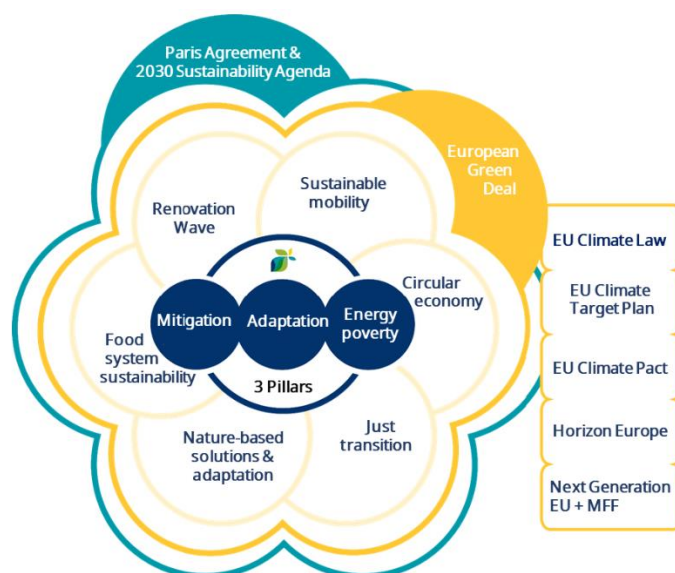 Paris Agreement &
2030 Sustainability Agenda
European
Green
Deal
Sustainable
mobility
Renovation
Wave
Circular
economy
Mitigation
Adaptation
Energy
poverty
3 Pillars
Food
system
sustainability
Nature-based
solutions &
adaptation
Just
transition
EU Climate Law
EU Climate
Target Plan
EU Climate Pact
Horizon Europe
Next Generation
EU + MFF